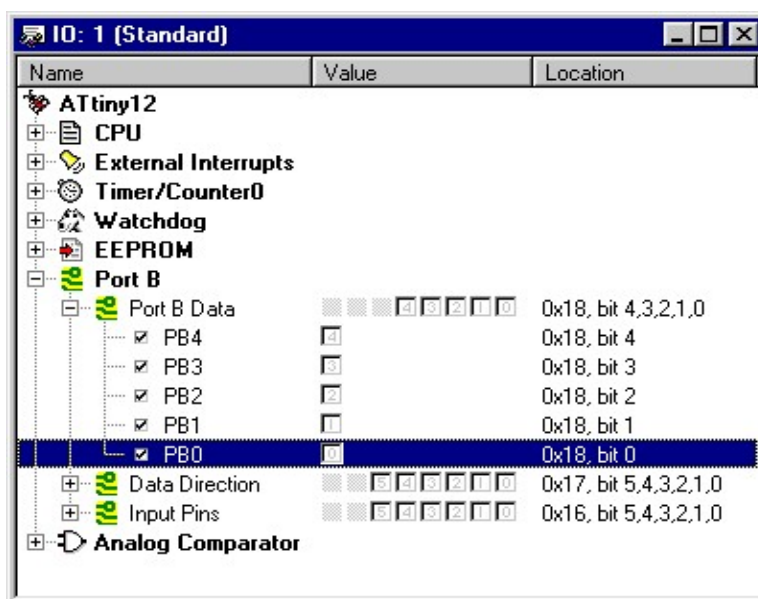 IO: 1 (Standard)
Name Value Location
ATtiny12
CPU
External Interrupts
Timer/Counter0
Watchdog
EEPROM
Port B
Port B Data 4 3 2 1 0 0x18, bit 4,3,2,1,0
PB4 4 0x18, bit 4
PB3 3 0x18, bit 3
PB2 2 0x18, bit 2
PB1 1 0x18, bit 1
PB0 0 0x18, bit 0
Data Direction 5 4 3 2 1 0 0x17, bit 5,4,3,2,1,0
Input Pins 5 4 3 2 1 0 0x16, bit 5,4,3,2,1,0
Analog Comparator